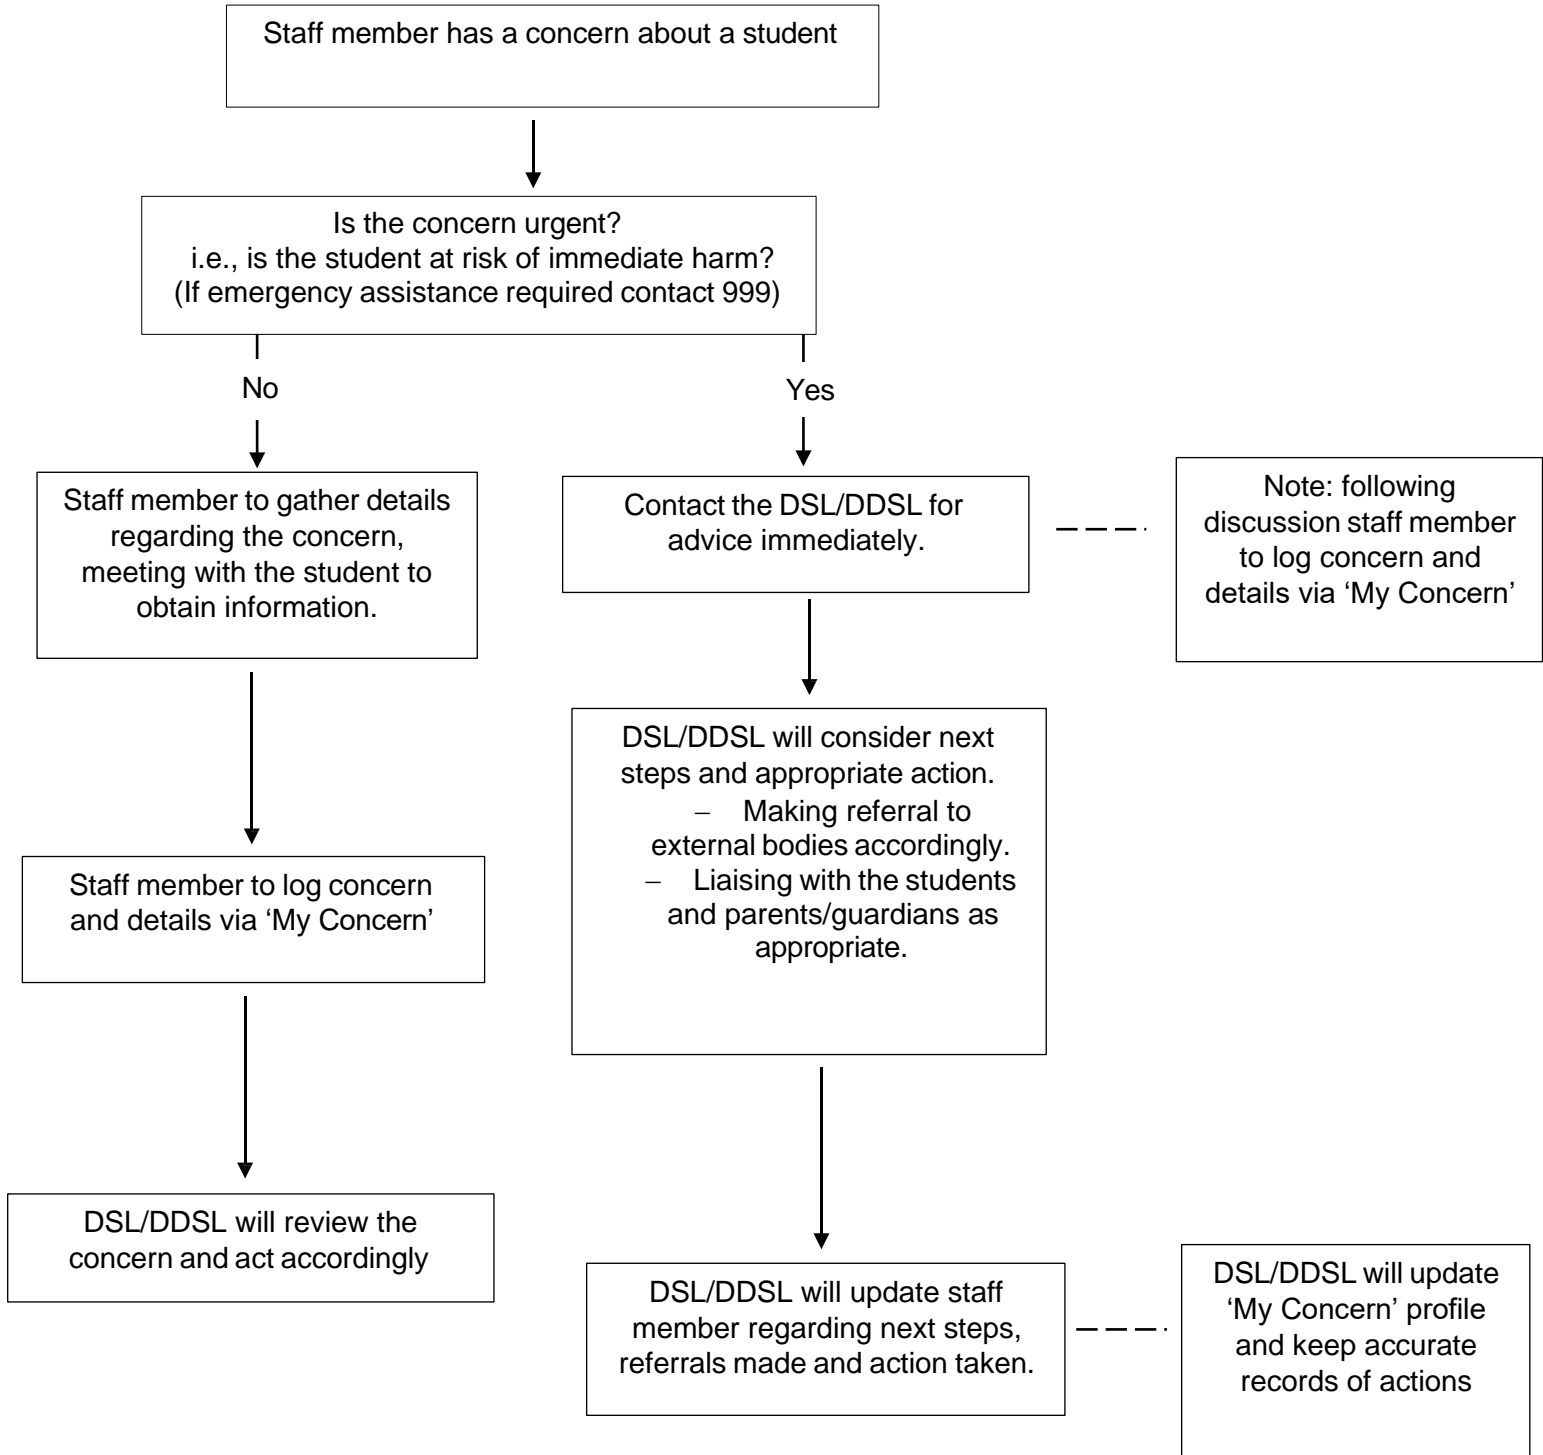 Staff member has a concern about a student
Is the concern urgent?
i.e., is the student at risk of immediate harm?
(If emergency assistance required contact 999)
No
Yes
Staff member to gather details
regarding the concern,
meeting with the student to
obtain information.
Contact the DSL/DDSL for
advice immediately.
Note: following
discussion staff member
to log concern and
details via ‘My Concern’
DSL/DDSL will consider next
steps and appropriate action.
– Making referral to
external bodies accordingly.
– Liaising with the students
and parents/guardians as
appropriate.
Staff member to log concern
and details via ‘My Concern’
DSL/DDSL will review the
concern and act accordingly
DSL/DDSL will update staff
member regarding next steps,
referrals made and action taken.
DSL/DDSL will update
‘My Concern’ profile
and keep accurate
records of actions